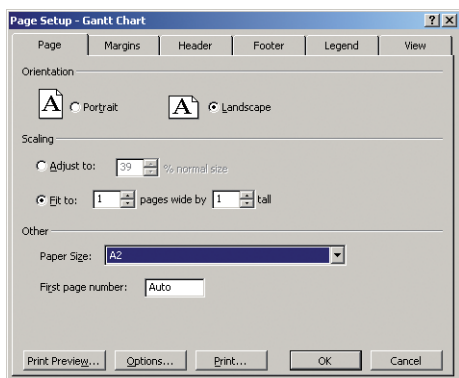 Page Setup - Gantt Chart
Page Margins Header Footer Legend View
Orientation
A Portrait A Landscape
Scaling
Adjust to: 39 % normal size
Fit to: 1 pages wide by 1 tall
Other
Paper Size: A2
First page number: Auto
Print Preview... Options... Print... OK Cancel